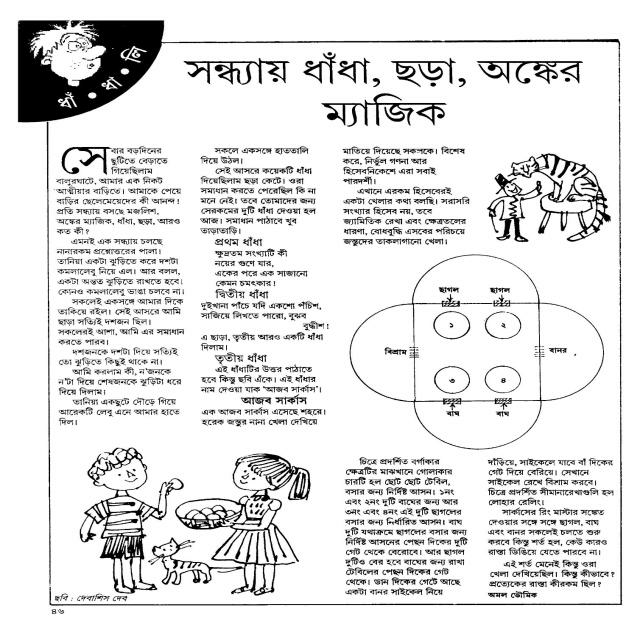 ধাঁ • ধা • লি
সন্ধ্যায় ধাঁধা, ছড়া, অঙ্কের
ম্যাজিক
সেবার বড়দিনের
ছুটিতে বেড়াতে
গিয়েছিলাম
বালুরঘাটে, আমার এক নিকট
আত্মীয়ার বাড়িতে। আমাকে পেয়ে
বাড়ির ছেলেমেয়েদের কী আনন্দ!
প্রতি সন্ধ্যায় বসছে মজলিশ,
অঙ্কের ম্যাজিক, ধাঁধা, ছড়া, আরও
কত কী?
এমনই এক সন্ধ্যায় চলছে
নানারকম প্রশ্নোত্তরের পালা।
তানিয়া একটা ঝুড়িতে করে দশটা
কমলালেবু নিয়ে এল। আর বলল,
একটা অন্তত ঝুড়িতে রাখতে হবে।
কোনও কমলালেবু ভাঙা চলবে না।
সকলেই একসঙ্গে আমার দিকে
তাকিয়ে রইল। সেই আসরে আমি
ছাড়া সত্যিই দশজন ছিল।
সকলেরই আশা, আমি এর সমাধান
করতে পারব।
দশজনকে দশটা দিয়ে সত্যিই
তো ঝুড়িতে কিছুই থাকে না।
আমি করলাম কী, ন'জনকে
ন'টা দিয়ে শেষজনকে ঝুড়িটা ধরে
দিয়ে দিলাম।
তানিয়া একছুটে দৌড়ে গিয়ে
আরেকটি লেবু এনে আমার হাতে
দিল।
সকলে একসঙ্গে হাততালি
দিয়ে উঠল।
সেই আসরে কয়েকটি ধাঁধা
দিয়েছিলাম ছড়া কেটে। ওরা
সমাধান করতে পেরেছিল কি না
মনে নেই। তবে তোমাদের জন্য
সেরকমের দুটি ধাঁধা দেওয়া হল
আজ। সমাধান পাঠাবে খুব
তাড়াতাড়ি।
প্রথম ধাঁধা
ক্ষুদ্রতম সংখ্যাটি কী
নয়ের গুণে যার,
একের পরে এক সাজানো
কেমন চমৎকার!
দ্বিতীয় ধাঁধা
দুইখানা পাঁচে যদি একশো পঁচিশ,
সাজিয়ে লিখতে পারো, বুঝব
বুদ্ধীশ!
এ ছাড়া, তৃতীয় আরও একটি ধাঁধা
দিলাম।
তৃতীয় ধাঁধা
এই ধাঁধাটির উত্তর পাঠাতে
হবে কিন্তু ছবি এঁকে। এই ধাঁধার
নাম দেওয়া যাক 'আজব সার্কাস'।
আজব সার্কাস
এক আজব সার্কাস এসেছে শহরে।
হরেক জন্তুর নানা খেলা দেখিয়ে
মাতিয়ে দিয়েছে সকলকে। বিশেষ
করে, নির্ভুল গণনা আর
হিসেবনিকেশে এরা সবাই
পারদর্শী।
এখানে এরকম হিসেবেরই
একটা খেলার কথা বলছি। সরাসরি
সংখ্যার হিসেব নয়, তবে
জ্যামিতিক রেখা এবং ক্ষেত্রতলের
ধারণা, বোধবুদ্ধি এসবের পরিচয়ে
জন্তুদের তাকলাগানো খেলা।
ছাগল ছাগল
১ ২
বিশ্রাম বানর
৩ ৪
বাঘ বাঘ
চিত্রে প্রদর্শিত বর্গাকার
ক্ষেত্রটির মাঝখানে গোলাকার
চারটি হল ছোট ছোট টেবিল,
বসার জন্য নির্দিষ্ট আসন। ১নং
এবং ২নং দুটি বাঘের জন্য আর
৩নং এবং ৪নং এই দুটি ছাগলের
বসার জন্য নির্ধারিত আসন। বাঘ
দুটি যথাক্রমে ছাগলের বসার জন্য
নির্দিষ্ট আসনের পেছন দিকের দুটি
গেট থেকে বেরোবে। আর ছাগল
দুটিও বের হবে বাঘের জন্য রাখা
টেবিলের পেছন দিকের গেট
থেকে। ডান দিকের গেটে আছে
একটা বানর সাইকেল নিয়ে
দাঁড়িয়ে, সাইকেলে যাবে বাঁ দিকের
গেট দিয়ে বেরিয়ে। সেখানে
সাইকেল রেখে বিশ্রাম করবে।
চিত্রে প্রদর্শিত সীমানারেখাগুলি হল
লোহার রেলিং।
সার্কাসের রিং মাস্টার সঙ্কেত
দেওয়ার সঙ্গে সঙ্গে ছাগল, বাঘ
এবং বানর সকলেই চলতে শুরু
করবে কিন্তু শর্ত হল, কেউ কারও
রাস্তা ডিঙিয়ে যেতে পারবে না।
এই শর্ত মেনেই কিন্তু ওরা
খেলা দেখিয়েছিল। কিন্তু কীভাবে?
প্রত্যেকের রাস্তা কীরকম ছিল?
অমল ভৌমিক
ছবি : দেবাশিস দেব
৪৬